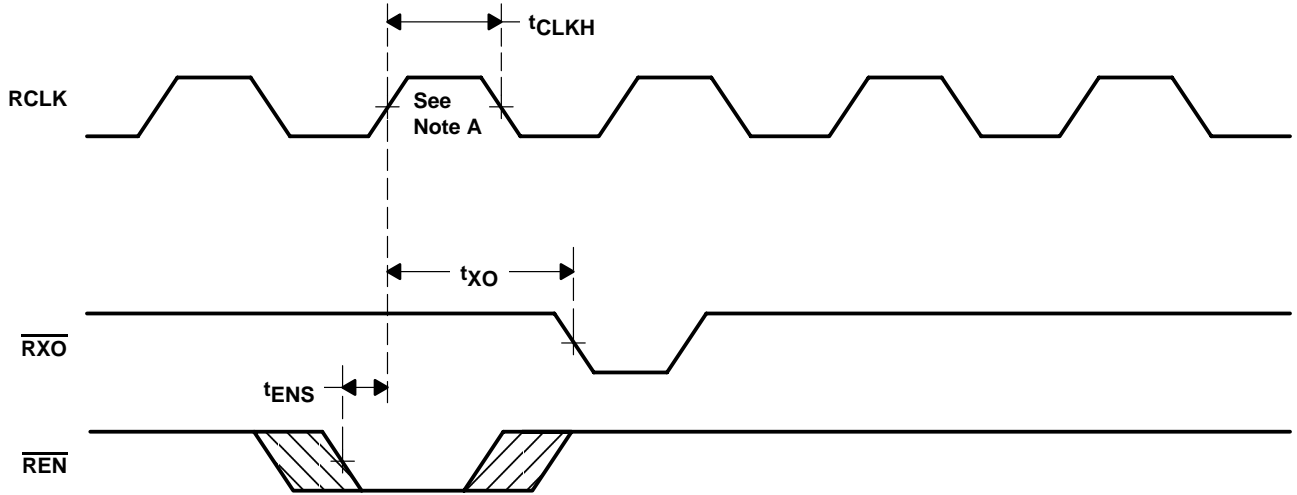 tCLKH
RCLK
See
Note A
tXO
RXO
tENS
REN